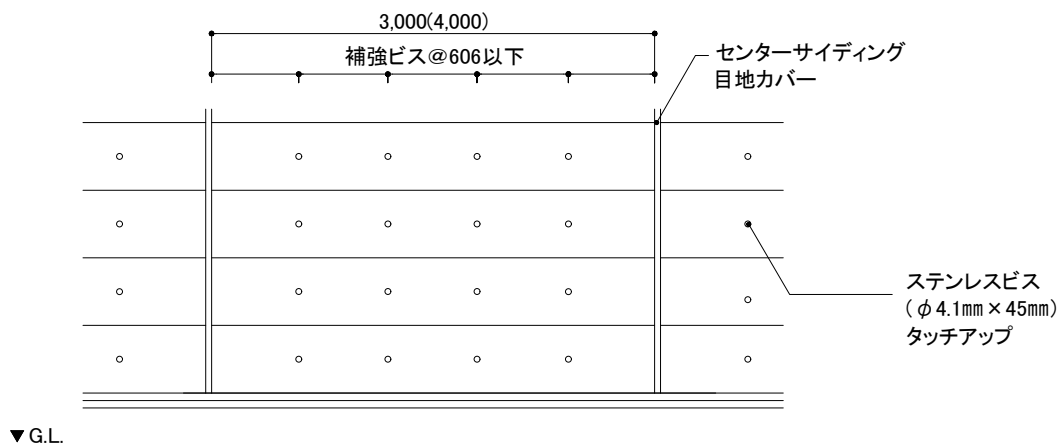 3,000(4,000)
補強ビス@606以下
センターサイディング
目地カバー
ステンレスビス
(φ4.1mm×45mm)
タッチアップ
▼G.L.